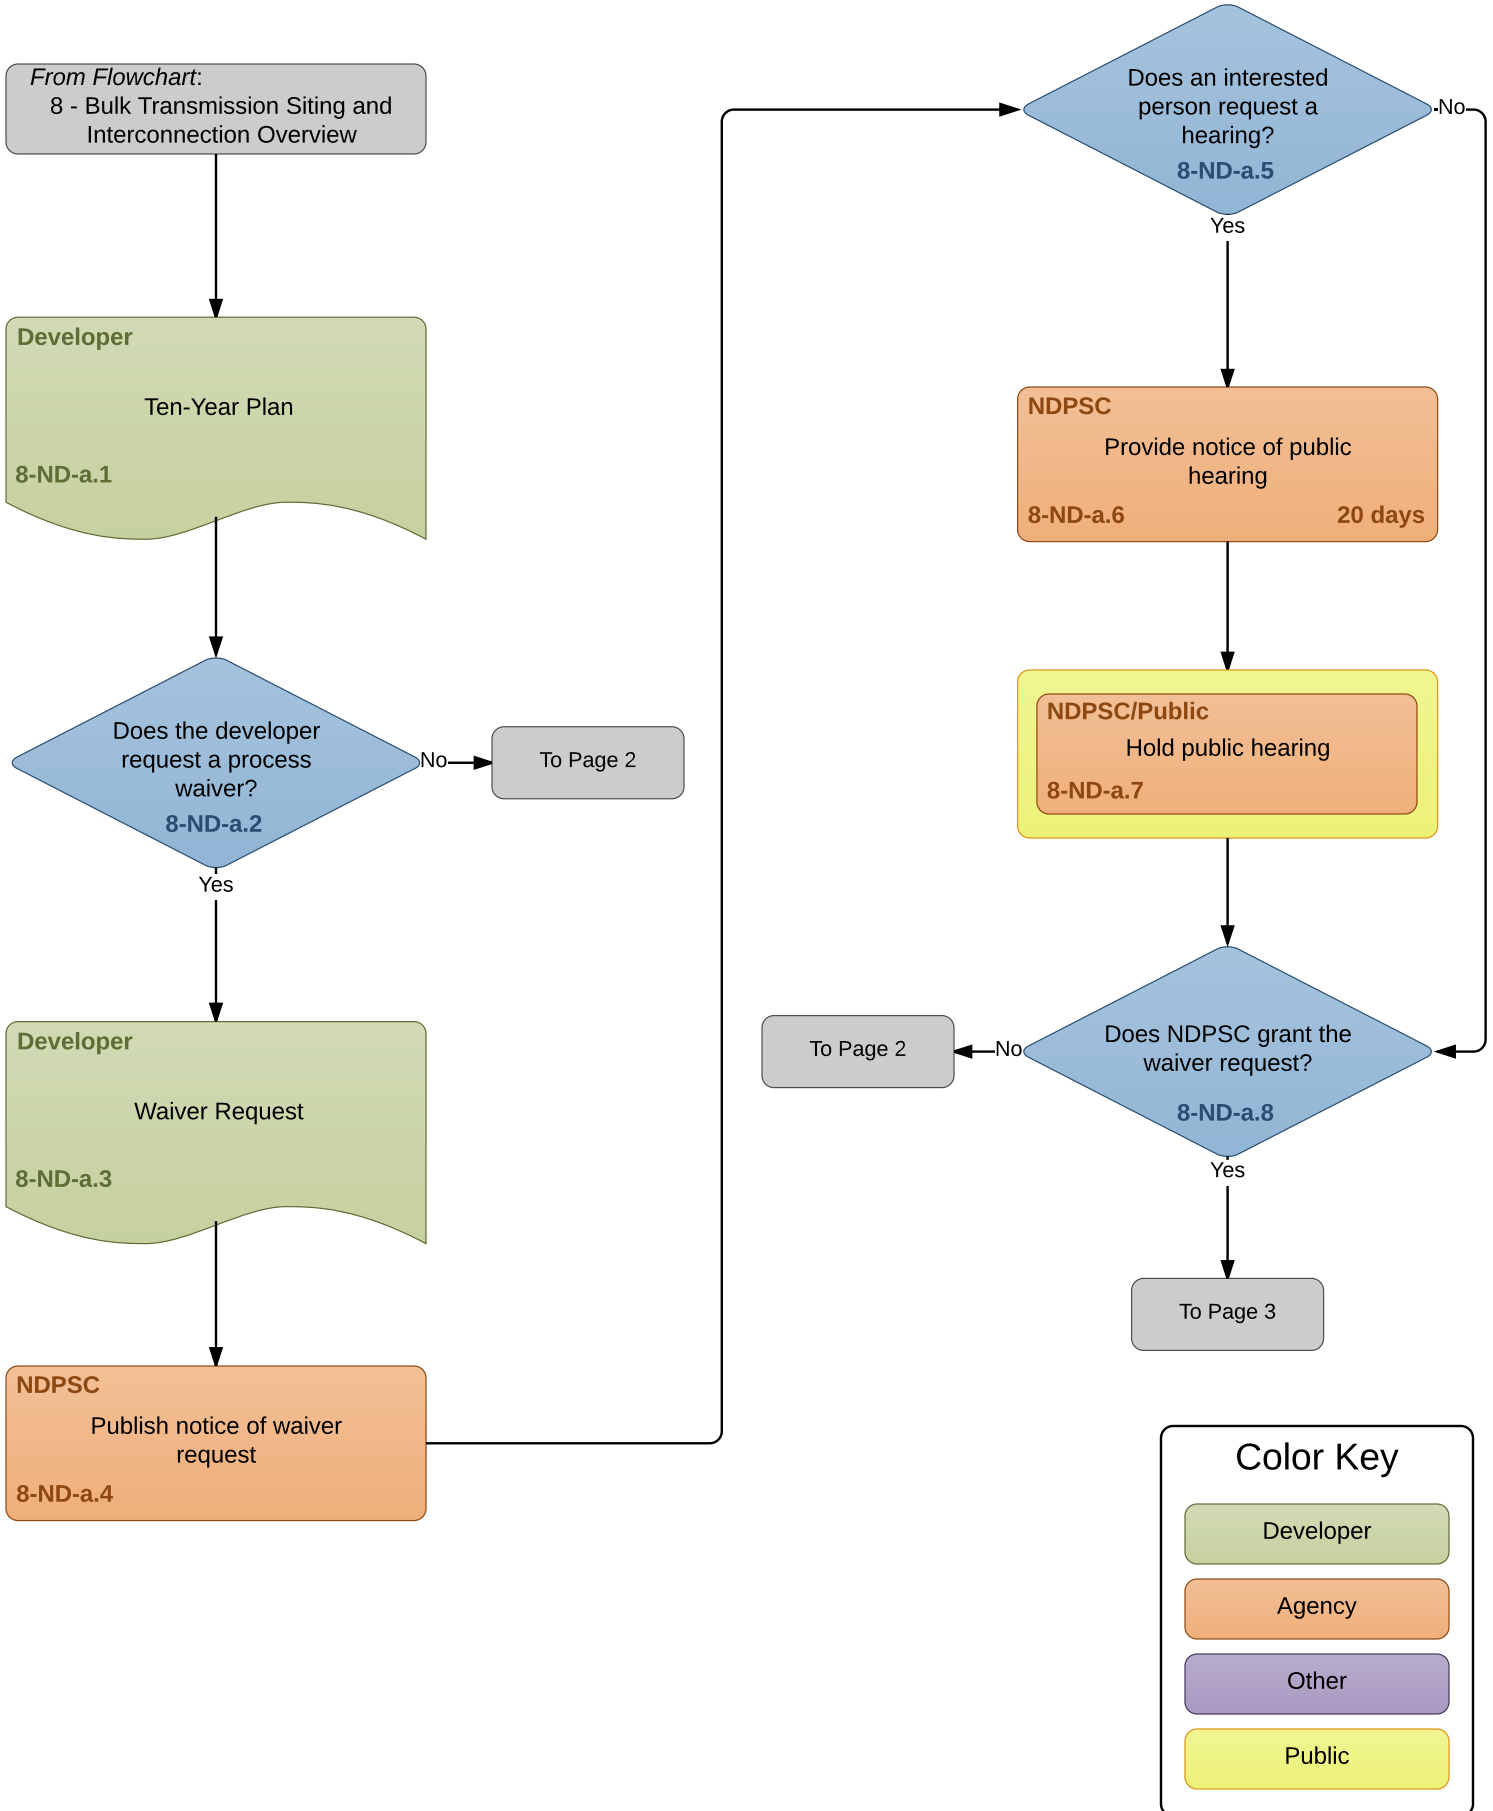 From Flowchart:
8 - Bulk Transmission Siting and
Interconnection Overview
Developer
Ten-Year Plan
8-ND-a.1
Does the developer
request a process
waiver?
8-ND-a.2
No
To Page 2
Yes
Developer
Waiver Request
8-ND-a.3
NDPSC
Publish notice of waiver
request
8-ND-a.4
Does an interested
person request a
hearing?
8-ND-a.5
No
Yes
NDPSC
Provide notice of public
hearing
8-ND-a.6 20 days
NDPSC/Public
Hold public hearing
8-ND-a.7
Does NDPSC grant the
waiver request?
8-ND-a.8
No
To Page 2
Yes
To Page 3
Color Key
Developer
Agency
Other
Public